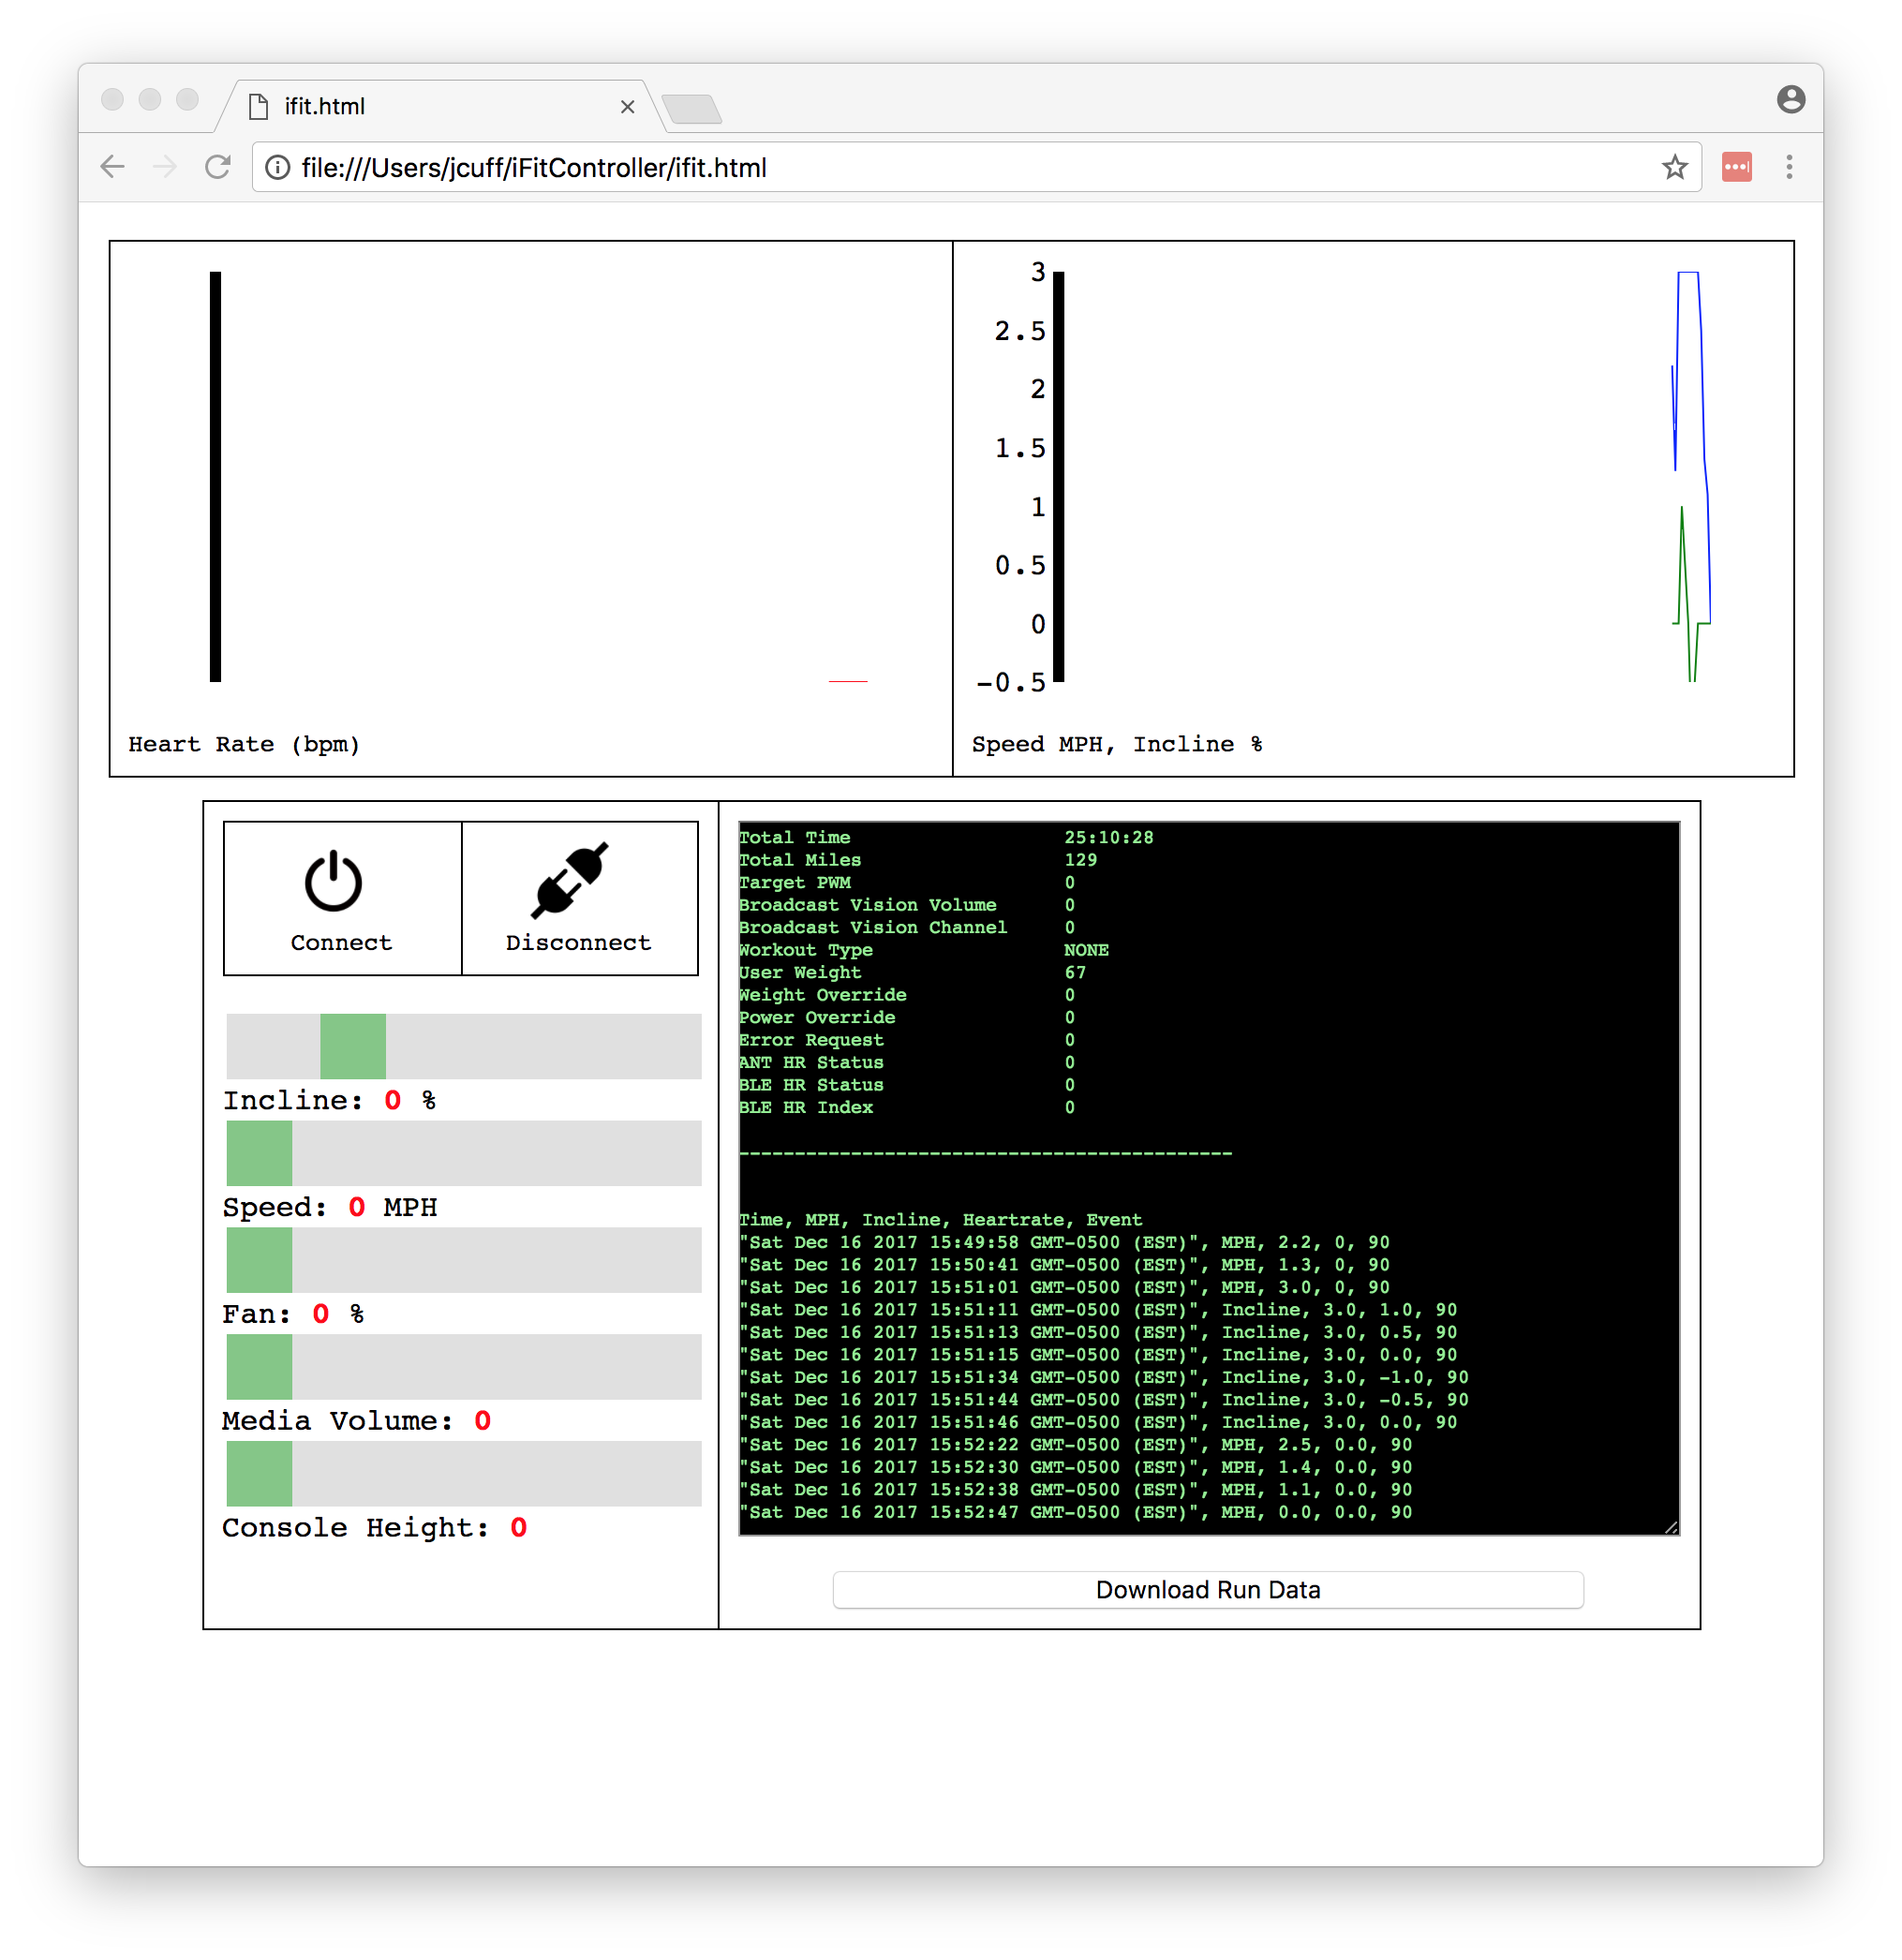 ifit.html
file:///Users/jcuff/iFitController/ifit.html
3
2.5
2
1.5
1
0.5
0
-0.5
Heart Rate (bpm)
Speed MPH, Incline %
Connect
Disconnect
Incline: 0 %
Speed: 0 MPH
Fan: 0 %
Media Volume: 0
Console Height: 0
Total Time 25:10:28
Total Miles 129
Target PWM 0
Broadcast Vision Volume 0
Broadcast Vision Channel 0
Workout Type NONE
User Weight 67
Weight Override 0
Power Override 0
Error Request 0
ANT HR Status 0
BLE HR Status 0
BLE HR Index 0
--------------------------------------------
Time, MPH, Incline, Heartrate, Event
"Sat Dec 16 2017 15:49:58 GMT-0500 (EST)", MPH, 2.2, 0, 90
"Sat Dec 16 2017 15:50:41 GMT-0500 (EST)", MPH, 1.3, 0, 90
"Sat Dec 16 2017 15:51:01 GMT-0500 (EST)", MPH, 3.0, 0, 90
"Sat Dec 16 2017 15:51:11 GMT-0500 (EST)", Incline, 3.0, 1.0, 90
"Sat Dec 16 2017 15:51:13 GMT-0500 (EST)", Incline, 3.0, 0.5, 90
"Sat Dec 16 2017 15:51:15 GMT-0500 (EST)", Incline, 3.0, 0.0, 90
"Sat Dec 16 2017 15:51:34 GMT-0500 (EST)", Incline, 3.0, -1.0, 90
"Sat Dec 16 2017 15:51:44 GMT-0500 (EST)", Incline, 3.0, -0.5, 90
"Sat Dec 16 2017 15:51:46 GMT-0500 (EST)", Incline, 3.0, 0.0, 90
"Sat Dec 16 2017 15:52:22 GMT-0500 (EST)", MPH, 2.5, 0.0, 90
"Sat Dec 16 2017 15:52:30 GMT-0500 (EST)", MPH, 1.4, 0.0, 90
"Sat Dec 16 2017 15:52:38 GMT-0500 (EST)", MPH, 1.1, 0.0, 90
"Sat Dec 16 2017 15:52:47 GMT-0500 (EST)", MPH, 0.0, 0.0, 90
Download Run Data